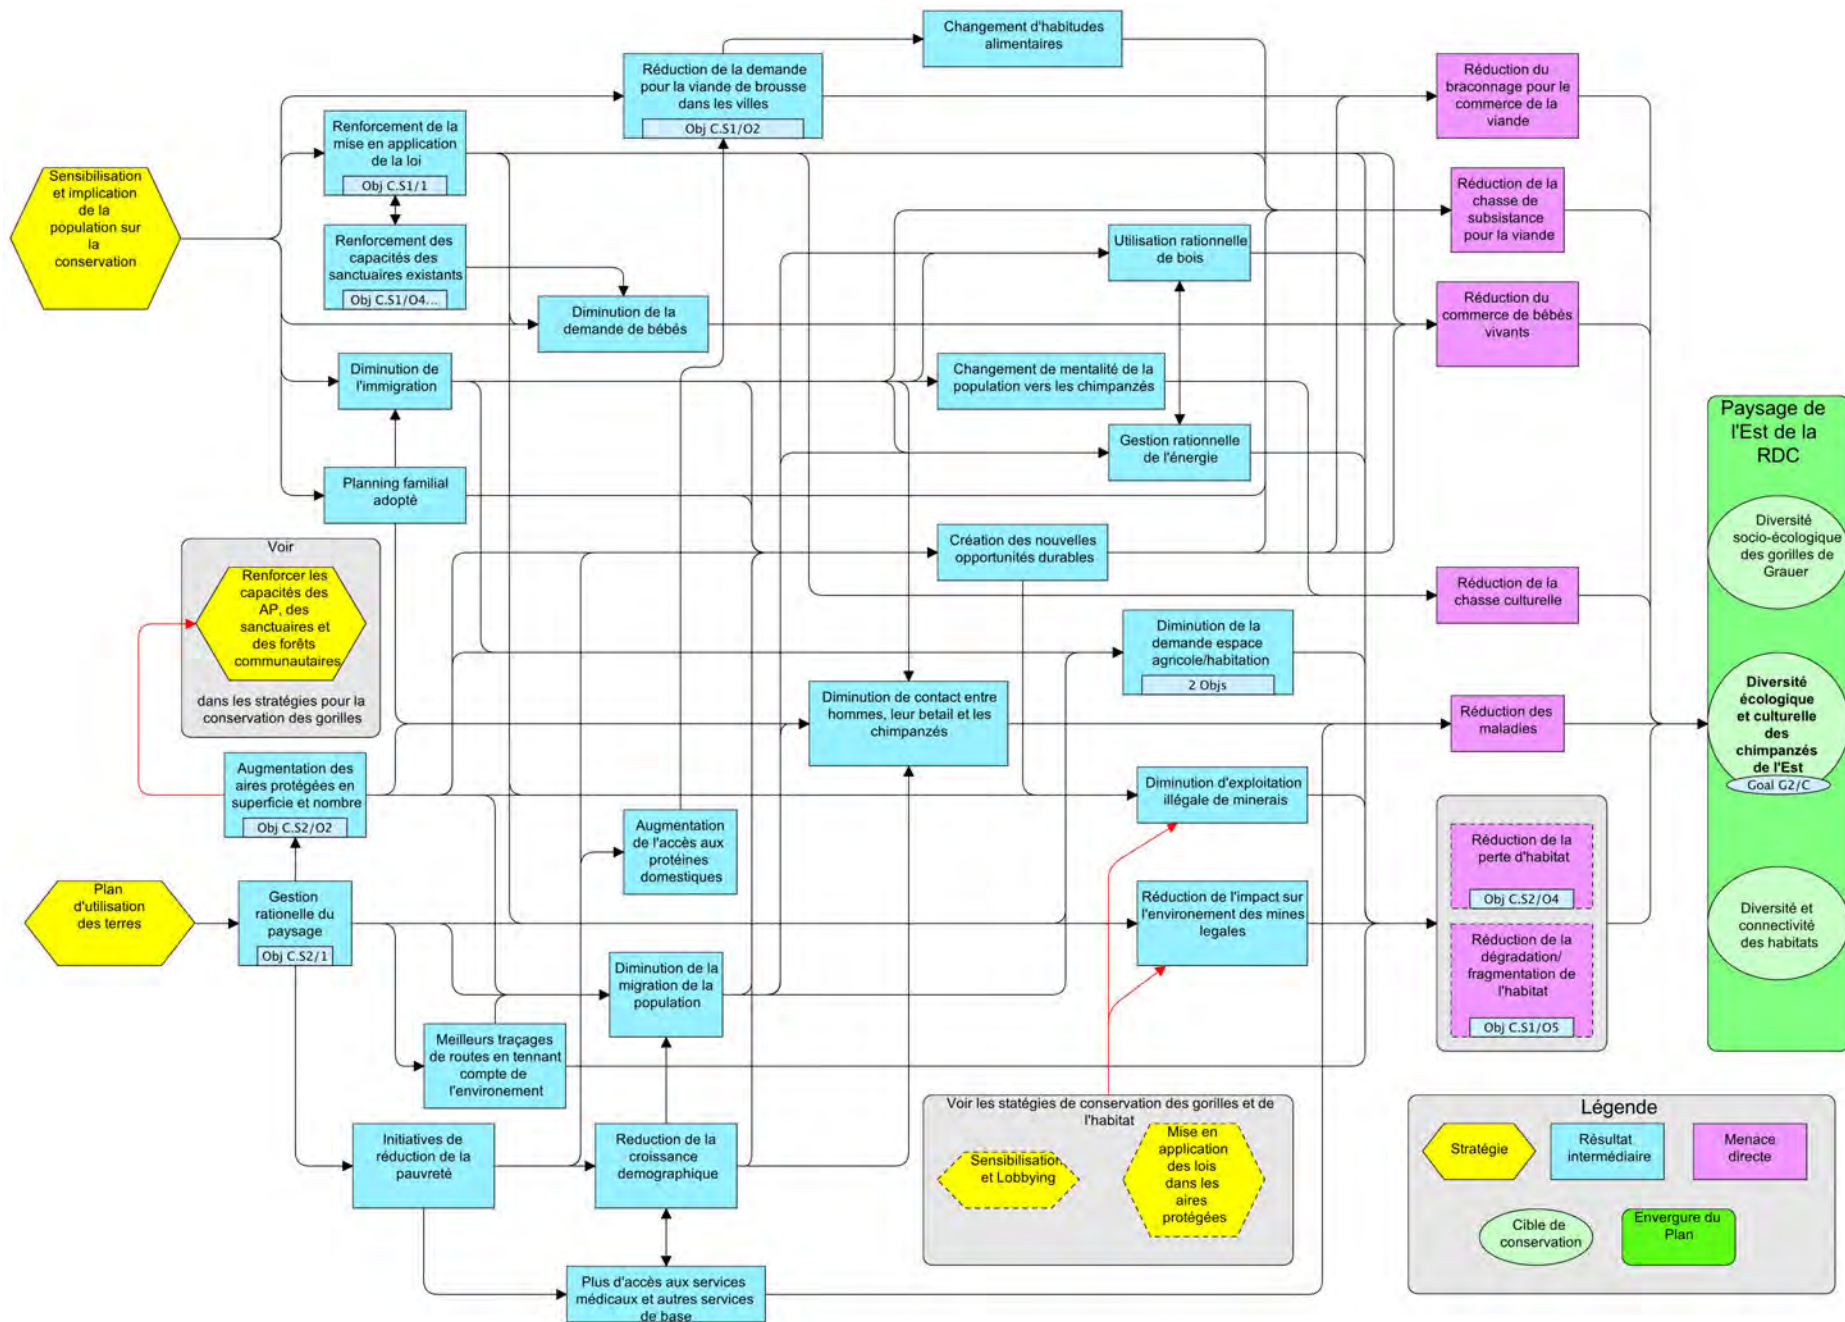 Changement d'habitudes
alimentaires
Réduction de la demande
pour la viande de brousse
dans les villes
Obj C.S1/O2
Réduction du
braconnage pour le
commerce de la
viande
Renforcement de la
mise en application
de la loi
Obj C.S1/1
Sensibilisation
et implication
de la
population sur
la
conservation
Réduction de la
chasse de
subsistance
pour la viande
Renforcement des
capacités des
sanctuaires existants
Obj C.S1/O4...
Utilisation rationnelle
de bois
Diminution de la
demande de bébés
Réduction du
commerce de bébès
vivants
Diminution de
l'immigration
Changement de mentalité de la
population vers les chimpanzés
Gestion rationnelle
de l'énergie
Planning familial
adopté
Paysage de
l'Est de la
RDC
Diversité
socio-écologique
des gorilles de
Grauer
Diversité
écologique
et culturelle
des
chimpanzés
de l'Est
Goal G2/C
Diversité et
connectivité
des habitats
Voir
Renforcer les
capacités des
AP, des
sanctuaires et
des forêts
communautaires
dans les stratégies pour la
conservation des gorilles
Création des nouvelles
opportunités durables
Réduction de la
chasse culturelle
Diminution de la
demande espace
agricole/habitation
2 Objs
Diminution de contact entre
hommes, leur betail et les
chimpanzés
Réduction des
maladies
Augmentation des
aires protégées en
superficie et nombre
Obj C.S2/O2
Diminution d'exploitation
illégale de minerais
Augmentation
de l'accès aux
protéines
domestiques
Réduction de la
perte d'habitat
Obj C.S2/O4
Plan
d'utilisation
des terres
Gestion
rationelle du
paysage
Obj C.S2/1
Réduction de l'impact sur
l'environement des mines
legales
Réduction de la
dégradation/
fragmentation de
l'habitat
Obj C.S1/O5
Diminution de la
migration de la
population
Meilleurs traçages
de routes en tennant
compte de
l'environement
Initiatives de
réduction de la
pauvretè
Reduction de la
croissance
demographique
Plus d'accès aux services
médicaux et autres services
de base
Voir les statégies de conservation des gorilles et de
l'habitat
Sensibilisation
et Lobbying
Mise en
application
des lois
dans les
aires
protégées
Légende
Stratégie
Rèsultat
intermédiaire
Menace
directe
Cible de
conservation
Envergure du
Plan